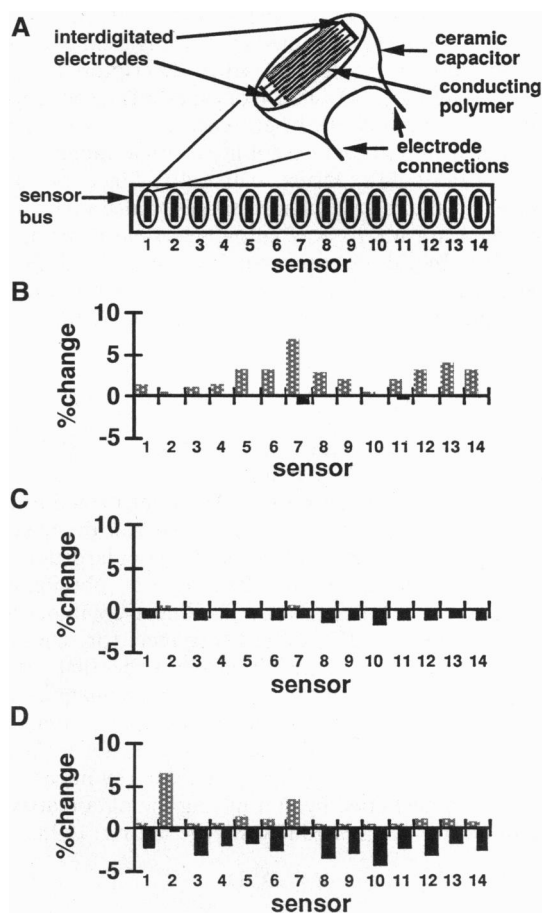 A
interdigitated
electrodes
ceramic
capacitor
conducting
polymer
electrode
connections
sensor
bus
1 2 3 4 5 6 7 8 9 10 11 12 13 14
sensor
B
10
5
0
-5
%change
1 2 3 4 5 6 7 8 9 10 11 12 13 14
sensor
C
10
5
0
-5
%change
1 2 3 4 5 6 7 8 9 10 11 12 13 14
sensor
D
10
5
0
-5
%change
1 2 3 4 5 6 7 8 9 10 11 12 13 14
sensor